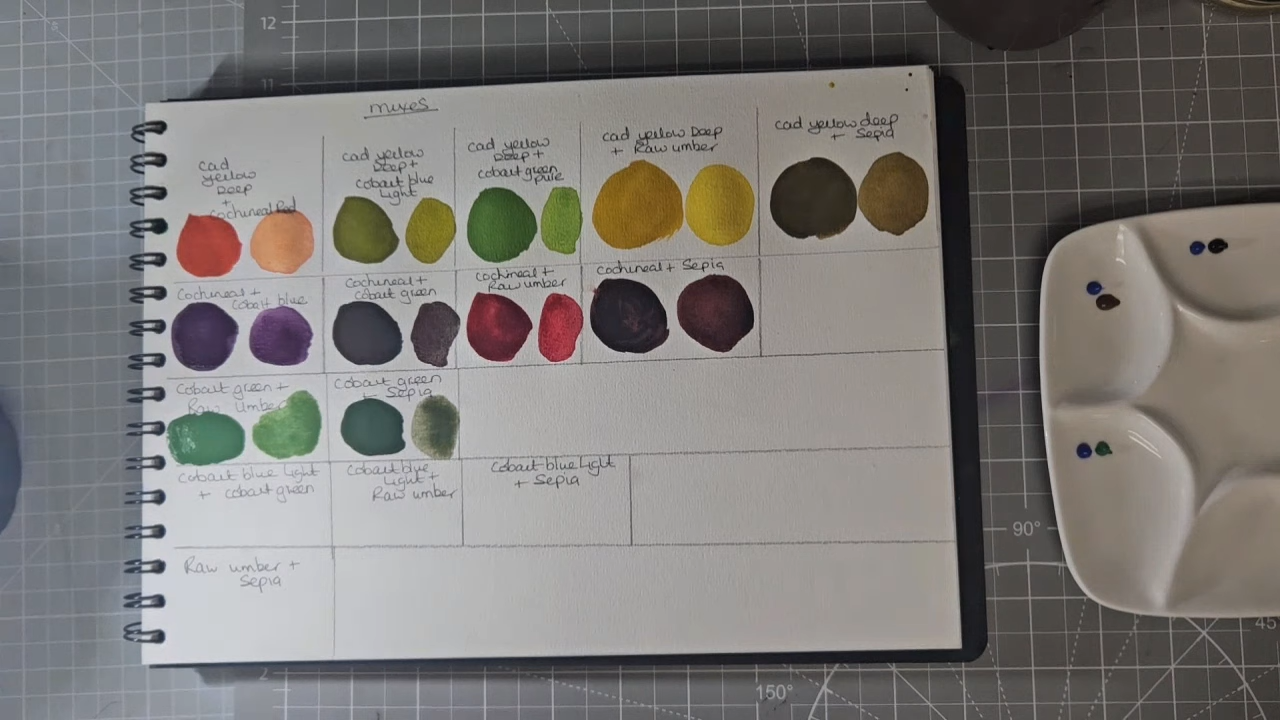 12
11
mixes
cad
yellow
Deep
+
Cochineal Red
cad yellow
Deep +
cobalt blue
Light
cad yellow
Deep +
cobalt green
pure
cad yellow Deep
+ Raw umber
cad yellow deep
+ Sepia
Cochineal +
Cobalt blue
Cochineal +
cobalt green
Cochineal +
Raw umber
Cochineal + Sepia
Cobalt green +
Raw Umber
Cobalt green
+ Sepia
Cobalt blue Light
+ cobalt green
Cobalt blue
Light +
Raw umber
Cobalt blue Light
+ Sepia
Raw umber +
Sepia
90°
45
2
150°